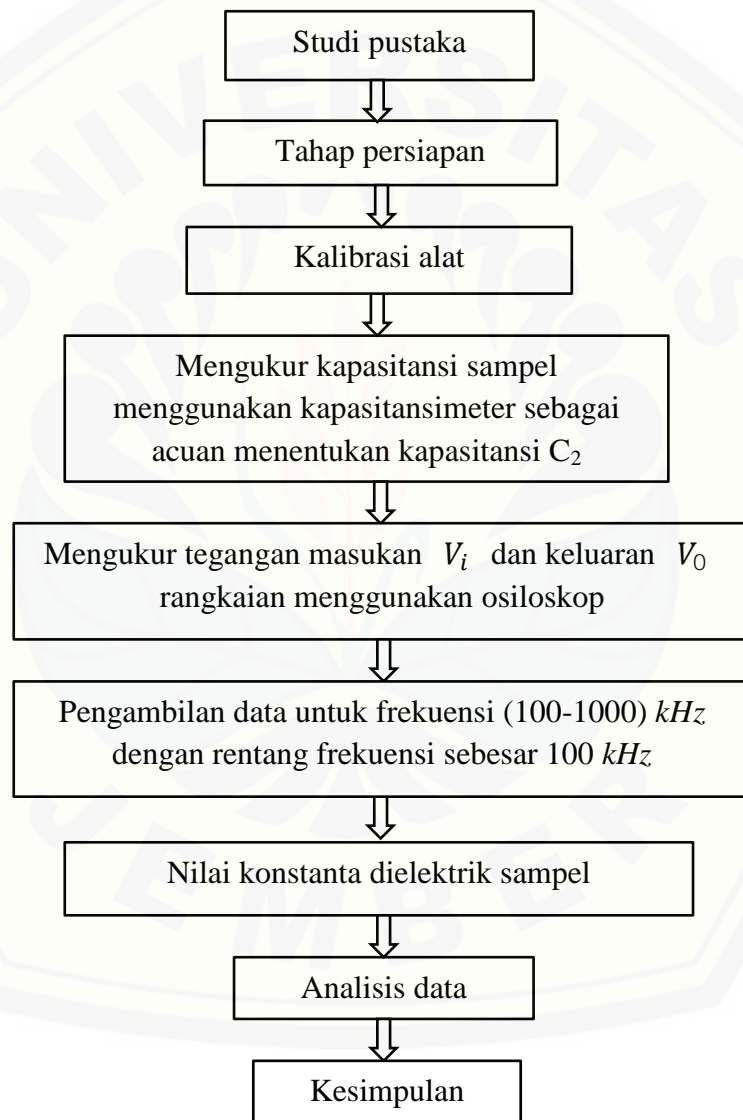 UNIVERSITAS
Studi pustaka
Tahap persiapan
Kalibrasi alat
Mengukur kapasitansi sampel
menggunakan kapasitansimeter sebagai
acuan menentukan kapasitansi C₂
Mengukur tegangan masukan Vᵢ dan keluaran V₀
rangkaian menggunakan osiloskop
Pengambilan data untuk frekuensi (100-1000) kHz
dengan rentang frekuensi sebesar 100 kHz
Nilai konstanta dielektrik sampel
Analisis data
Kesimpulan
JEMBER